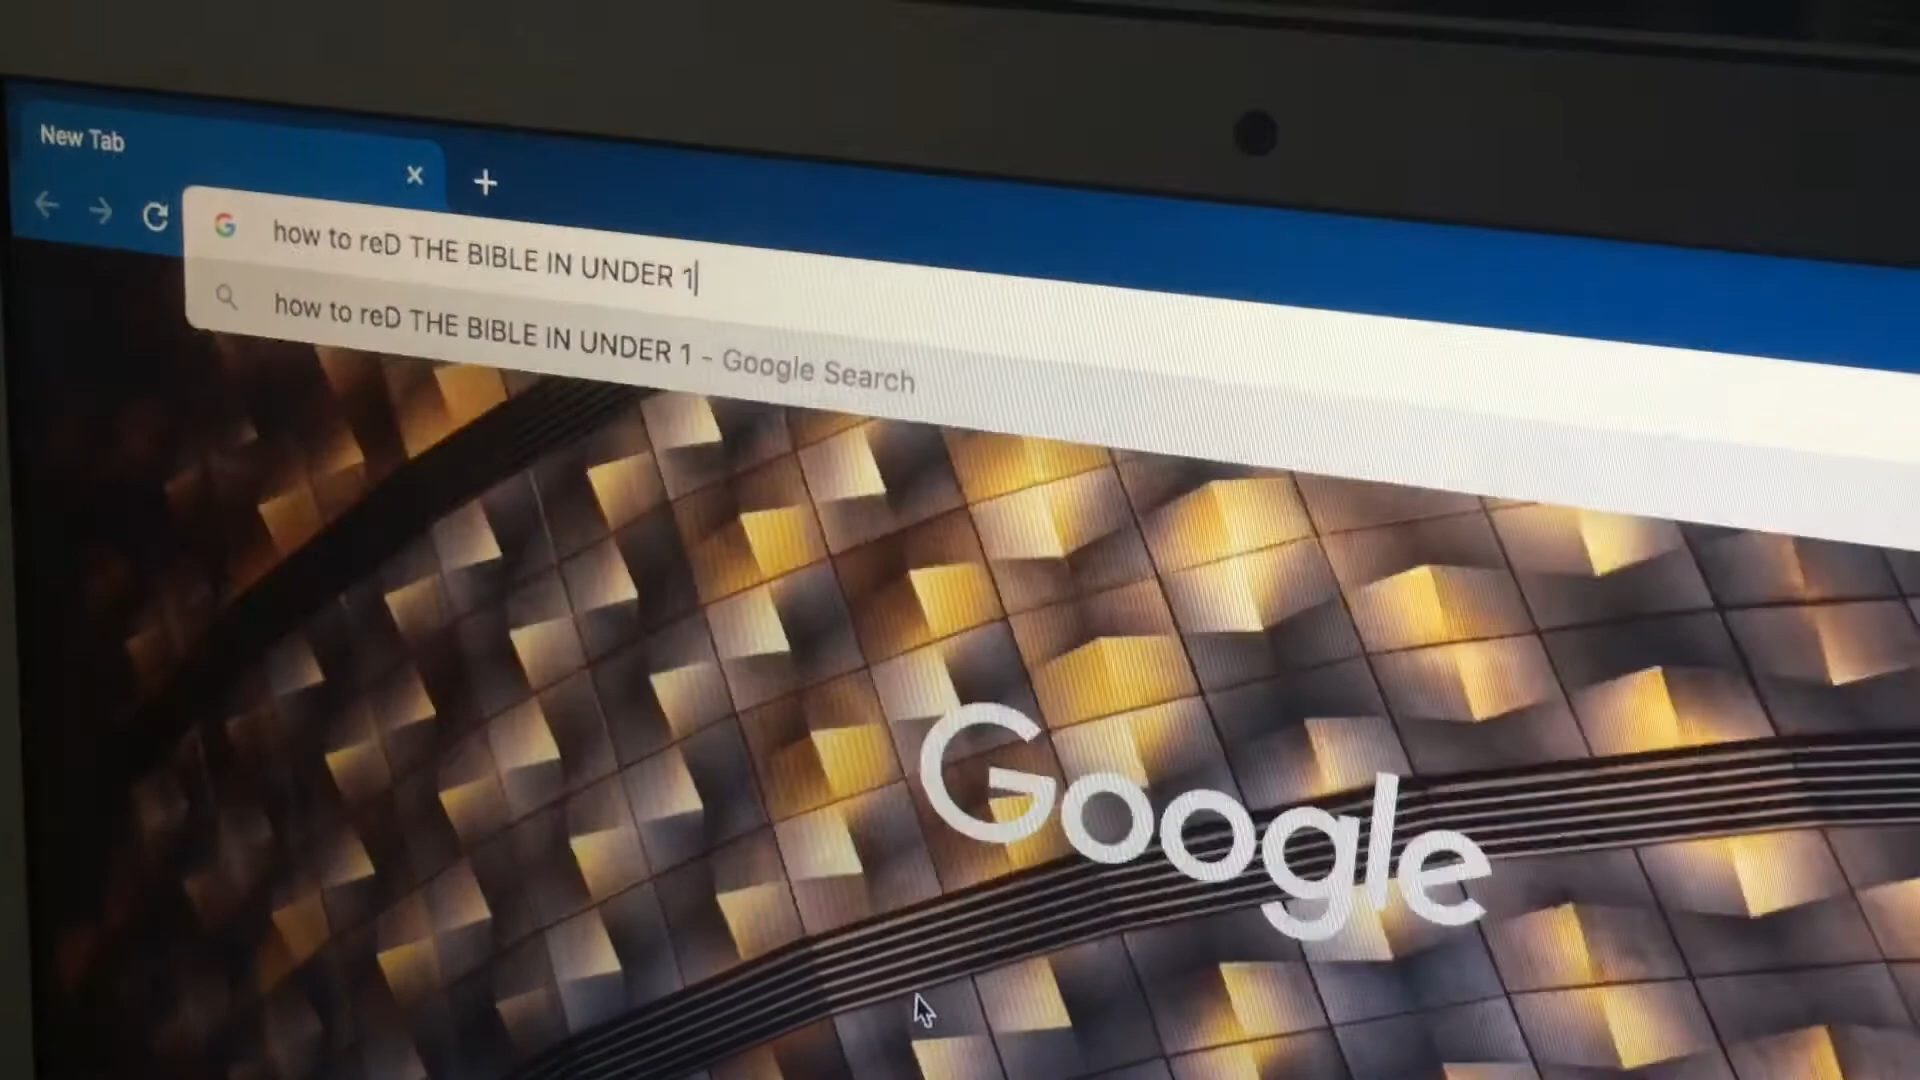 New Tab
how to reD THE BIBLE IN UNDER 1
how to reD THE BIBLE IN UNDER 1 - Google Search
Google